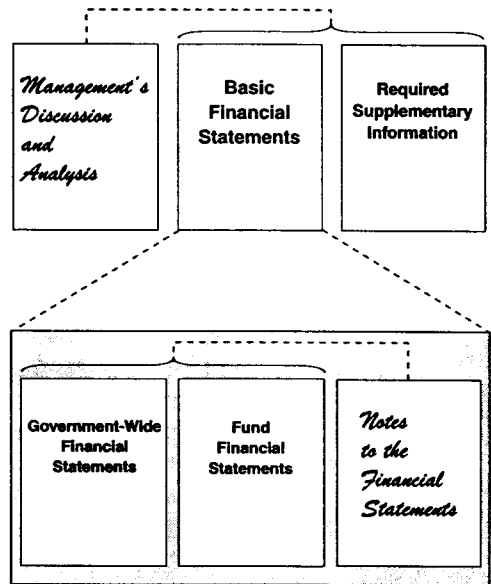 Management's
Discussion
and
Analysis
Basic
Financial
Statements
Required
Supplementary
Information
Government-Wide
Financial
Statements
Fund
Financial
Statements
Notes
to the
Financial
Statements